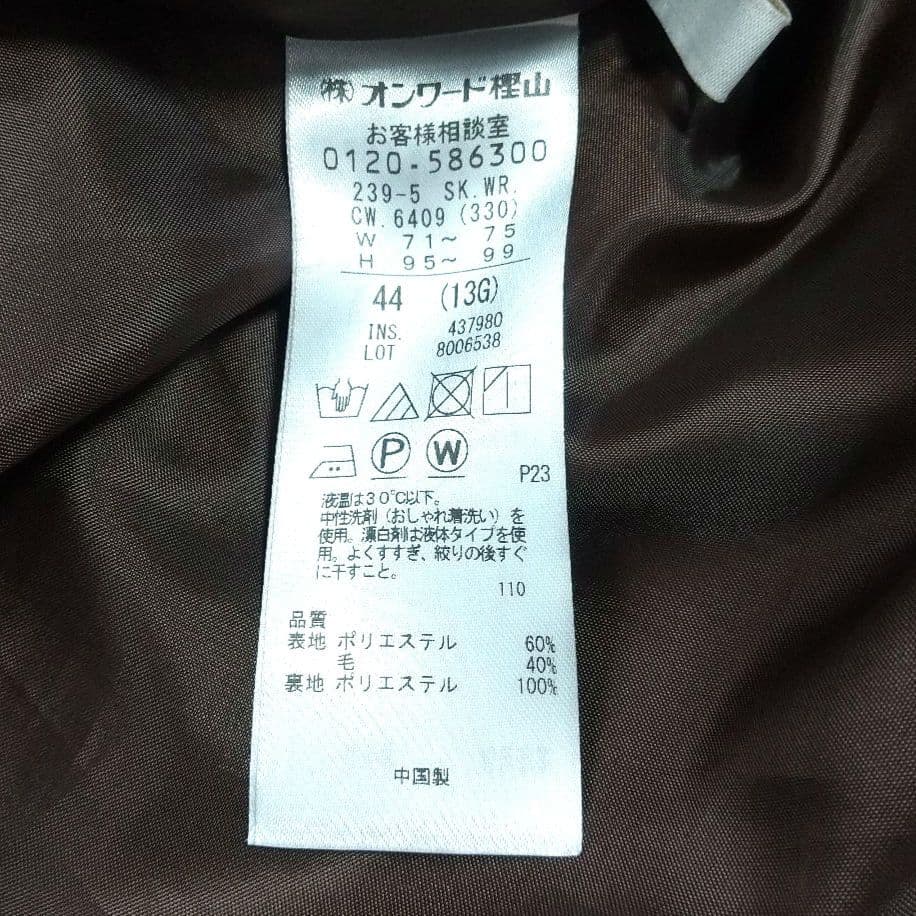 (株)オンワード樫山
お客様相談室
0120-586300
239-5 SK.WR.
CW.6409 (330)
W 71～ 75
H 95～ 99
44 (13G)
INS. 437980
LOT 8006538
P W
P23
液温は30℃以下。
中性洗剤（おしゃれ着洗い）を
使用。漂白剤は液体タイプを使
用。よくすすぎ、絞りの後すぐ
に干すこと。
110
品質
表地 ポリエステル 60%
毛 40%
裏地 ポリエステル 100%
中国製